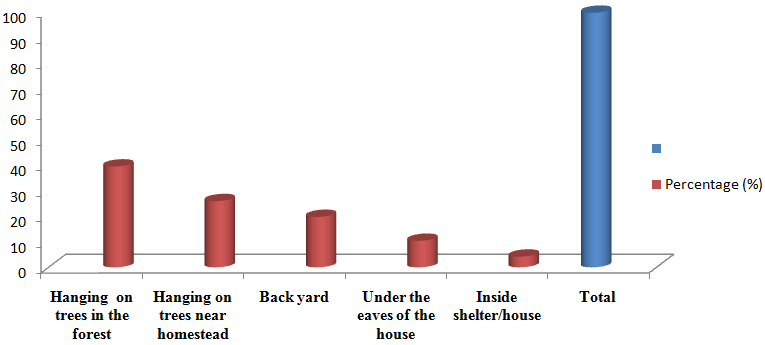 100
90
80
70
60
50
40
30
20
10
0
Hanging on
trees in the
forest
Hanging on
trees near
homestead
Back yard
Under the
eaves of the
house
Inside
shelter/house
Total
Percentage (%)